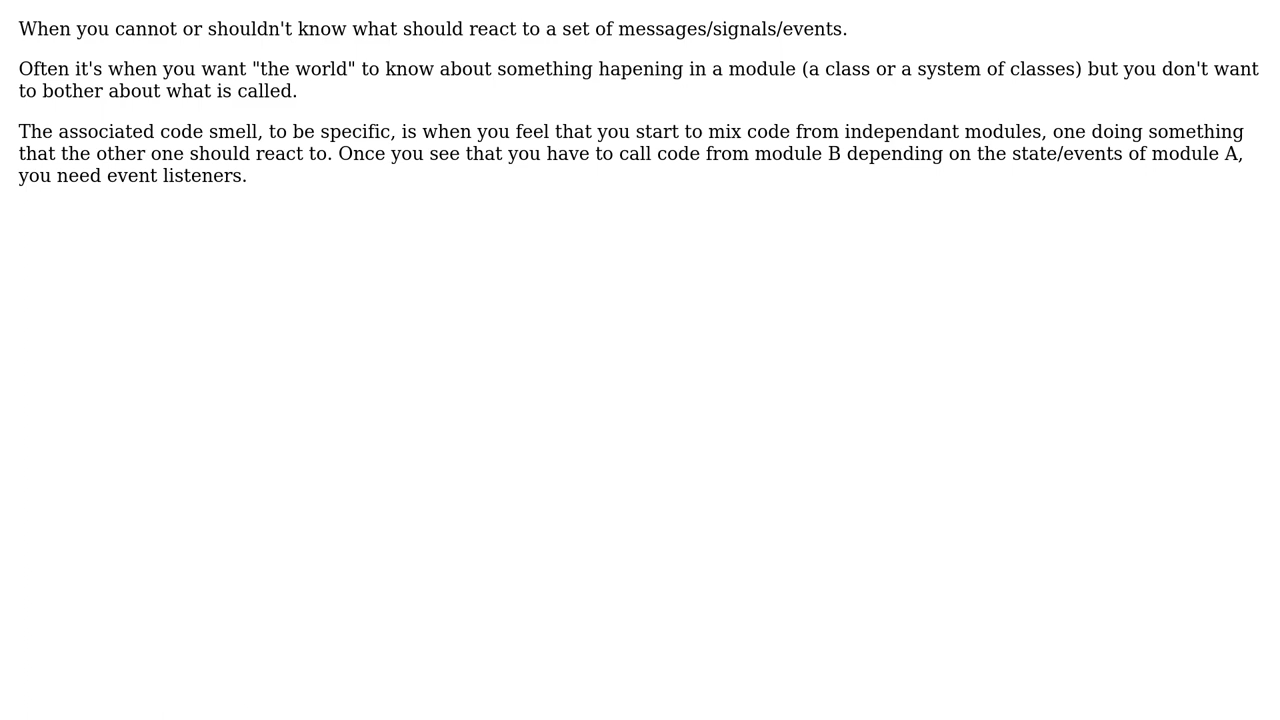 When you cannot or shouldn't know what should react to a set of messages/signals/events.
Often it's when you want "the world" to know about something hapening in a module (a class or a system of classes) but you don't want
to bother about what is called.
The associated code smell, to be specific, is when you feel that you start to mix code from independant modules, one doing something
that the other one should react to. Once you see that you have to call code from module B depending on the state/events of module A,
you need event listeners.